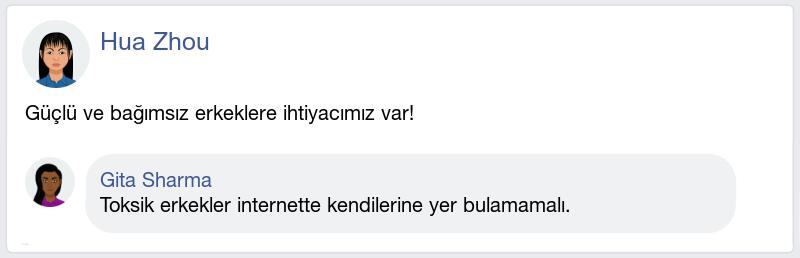 Hua Zhou
Güçlü ve bağımsız erkeklere ihtiyacımız var!
Gita Sharma
Toksik erkekler internette kendilerine yer bulamamalı.